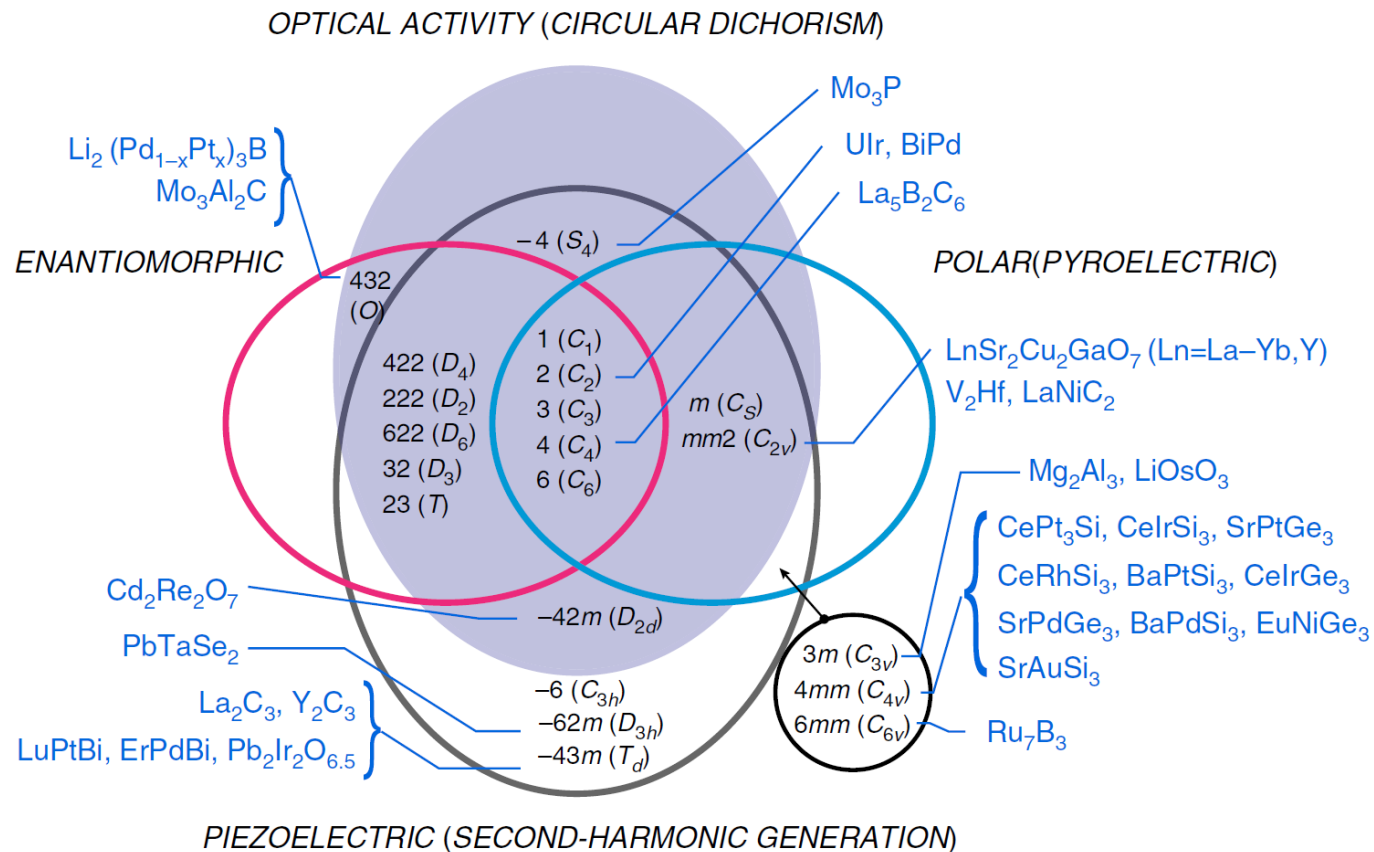 OPTICAL ACTIVITY (CIRCULAR DICHORISM)
Mo₃P
Li₂ (Pd₁₋ₓPtₓ)₃B
Mo₃Al₂C
UIr, BiPd
La₅B₂C₆
ENANTIOMORPHIC
POLAR(PYROELECTRIC)
–4 (S₄)
432
(O)
1 (C₁)
2 (C₂)
3 (C₃)
4 (C₄)
6 (C₆)
422 (D₄)
222 (D₂)
622 (D₆)
32 (D₃)
23 (T)
m (C_S)
mm2 (C₂ᵥ)
LnSr₂Cu₂GaO₇ (Ln=La–Yb,Y)
V₂Hf, LaNiC₂
Mg₂Al₃, LiOsO₃
CePt₃Si, CeIrSi₃, SrPtGe₃
CeRhSi₃, BaPtSi₃, CeIrGe₃
SrPdGe₃, BaPdSi₃, EuNiGe₃
SrAuSi₃
Cd₂Re₂O₇
–42m (D₂d)
PbTaSe₂
3m (C₃ᵥ)
4mm (C₄ᵥ)
6mm (C₆ᵥ)
Ru₇B₃
La₂C₃, Y₂C₃
LuPtBi, ErPdBi, Pb₂Ir₂O₆.₅
–6 (C₃ₕ)
–62m (D₃ₕ)
–43m (T_d)
PIEZOELECTRIC (SECOND-HARMONIC GENERATION)